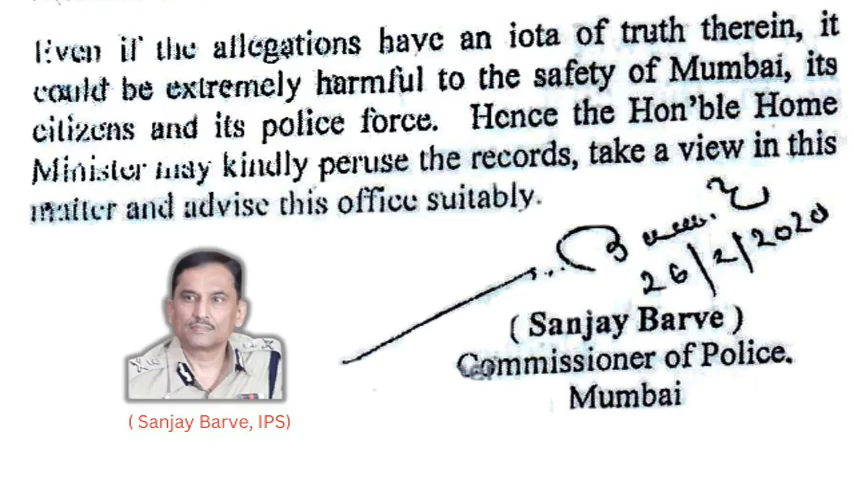 Even if the allegations have an iota of truth therein, it
could be extremely harmful to the safety of Mumbai, its
citizens and its police force. Hence the Hon'ble Home
Minister may kindly peruse the records, take a view in this
matter and advise this office suitably.
26/2/2020
( Sanjay Barve )
Commissioner of Police.
Mumbai
( Sanjay Barve, IPS)